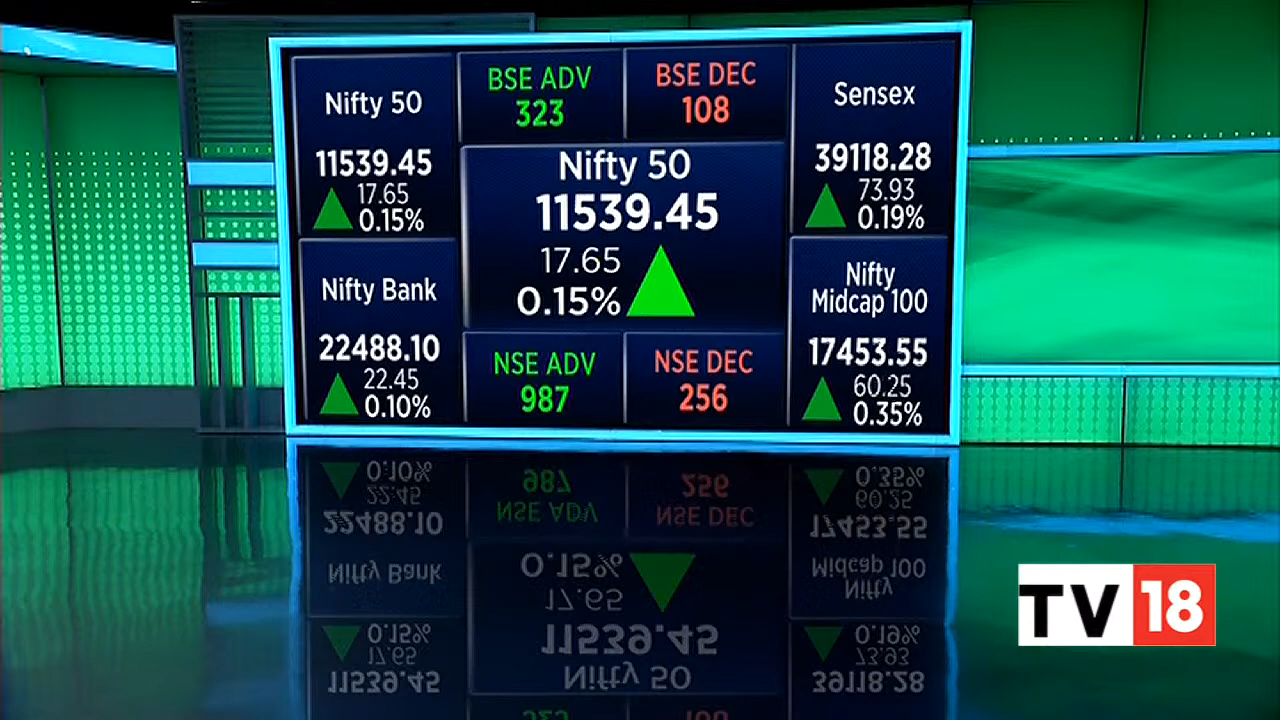 Nifty 50
11539.45
17.65
0.15%
Nifty Bank
22488.10
22.45
0.10%
BSE ADV
323
BSE DEC
108
Nifty 50
11539.45
17.65
0.15%
NSE ADV
987
NSE DEC
256
Sensex
39118.28
73.93
0.19%
Nifty
Midcap 100
17453.55
60.25
0.35%
TV18